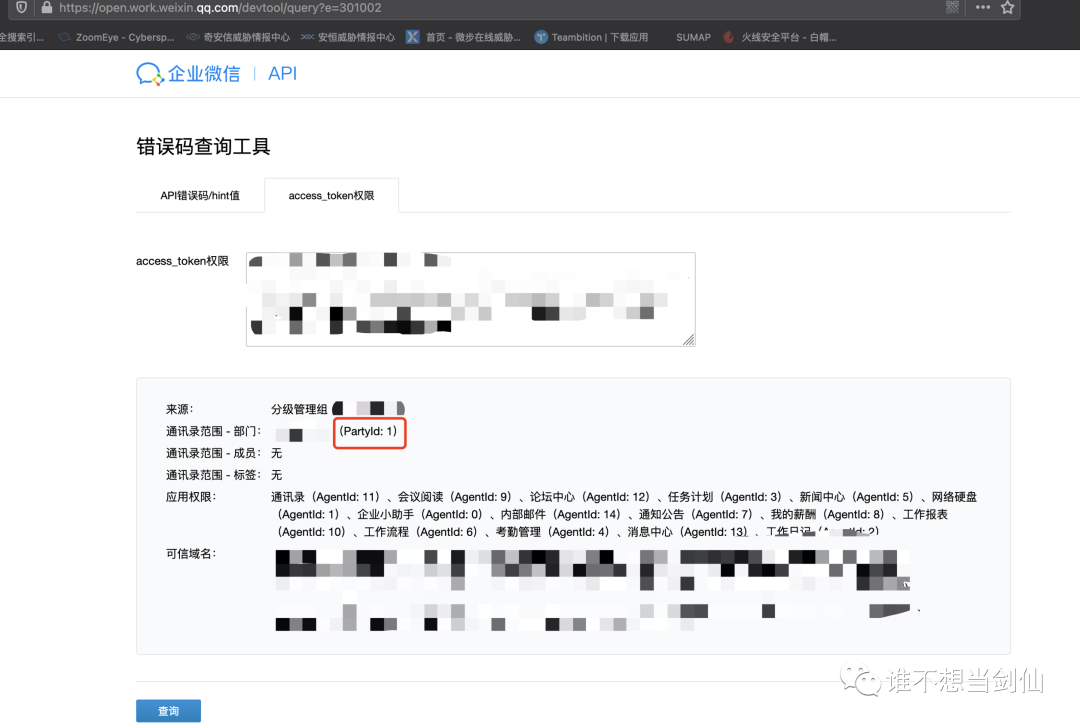 https://open.work.weixin.qq.com/devtool/query?e=301002
全搜索引... ZoomEye - Cybersp... 奇安信威胁情报中心 安恒威胁情报中心 首页 - 微步在线威胁... Teambition | 下载应用 SUMAP 火线安全平台 - 白帽...
企业微信 | API
错误码查询工具
API错误码/hint值 access_token权限
access_token权限
来源： 分级管理组
通讯录范围 - 部门： (PartyId: 1)
通讯录范围 - 成员： 无
通讯录范围 - 标签： 无
应用权限： 通讯录（AgentId: 11）、会议阅读（AgentId: 9）、论坛中心（AgentId: 12）、任务计划（AgentId: 3）、新闻中心（AgentId: 5）、网络硬盘
（AgentId: 1）、企业小助手（AgentId: 0）、内部邮件（AgentId: 14）、通知公告（AgentId: 7）、我的薪酬（AgentId: 8）、工作报表
（AgentId: 10）、工作流程（AgentId: 6）、考勤管理（AgentId: 4）、消息中心（AgentId: 13）、工作日记（AgentId: 2）
可信域名：
谁不想当剑仙
查询